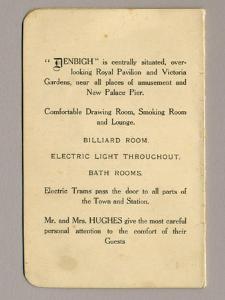 "DENBIGH" is centrally situated, over-
looking Royal Pavilion and Victoria
Gardens, near all places of amusement and
New Palace Pier.
Comfortable Drawing Room, Smoking Room
and Lounge.
BILLIARD ROOM.
ELECTRIC LIGHT THROUGHOUT.
BATH ROOMS.
Electric Trams pass the door to all parts of
the Town and Station.
Mr. and Mrs. HUGHES give the most careful
personal attention to the comfort of their
Guests